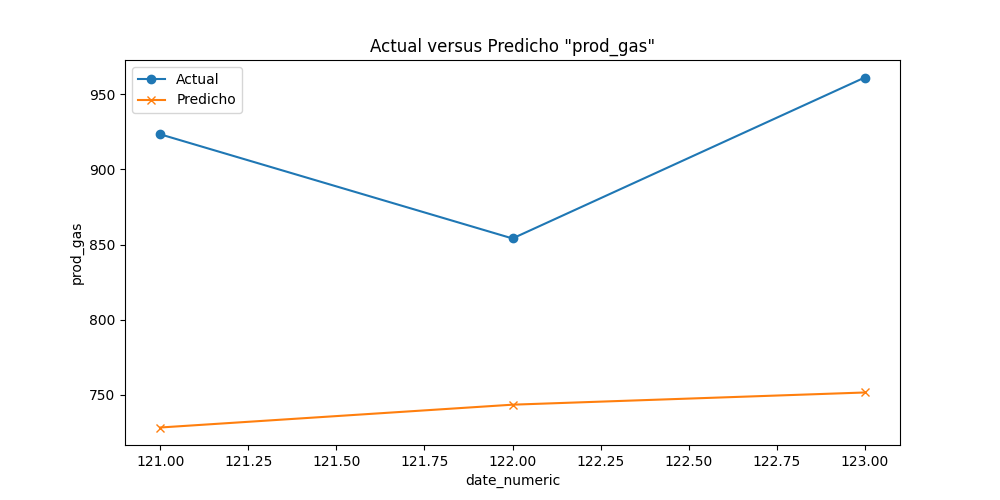 Actual versus Predicho "prod_gas"
Actual
Predicho
950
900
850
800
750
prod_gas
121.00 121.25 121.50 121.75 122.00 122.25 122.50 122.75 123.00
date_numeric